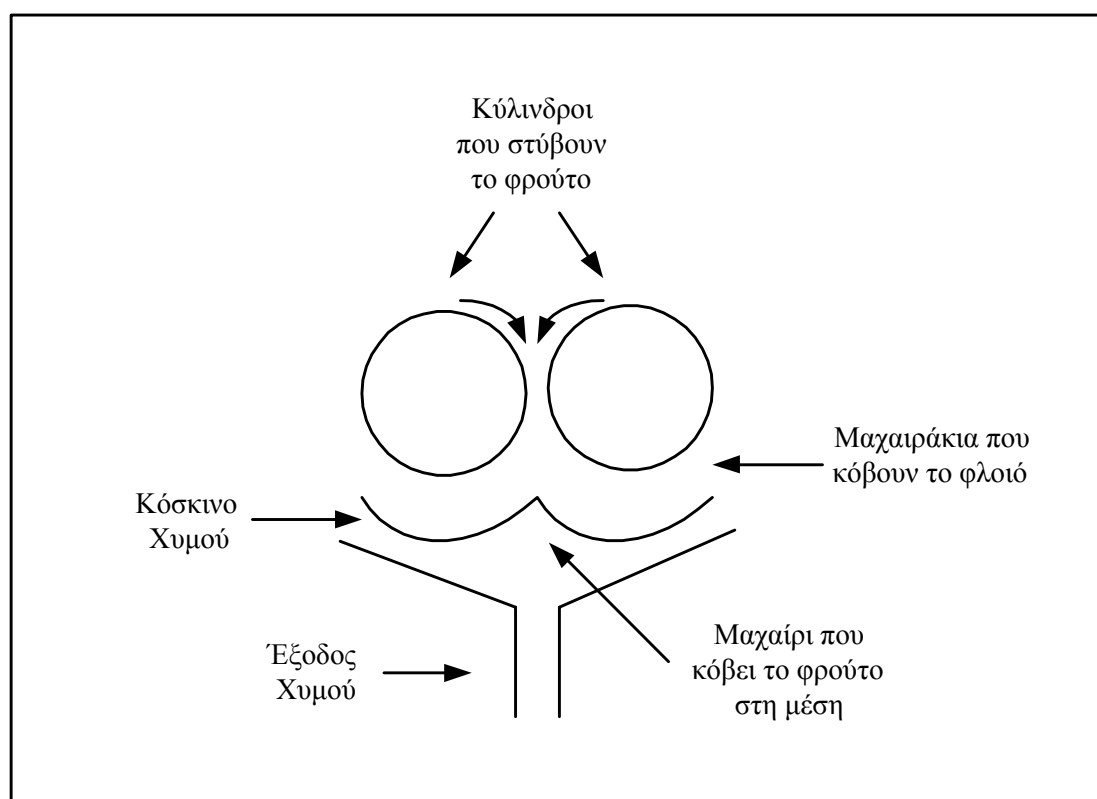 Κύλινδροι
που στύβουν
το φρούτο
Μαχαιράκια που
κόβουν το φλοιό
Κόσκινο
Χυμού
Μαχαίρι που
κόβει το φρούτο
στη μέση
Έξοδος
Χυμού